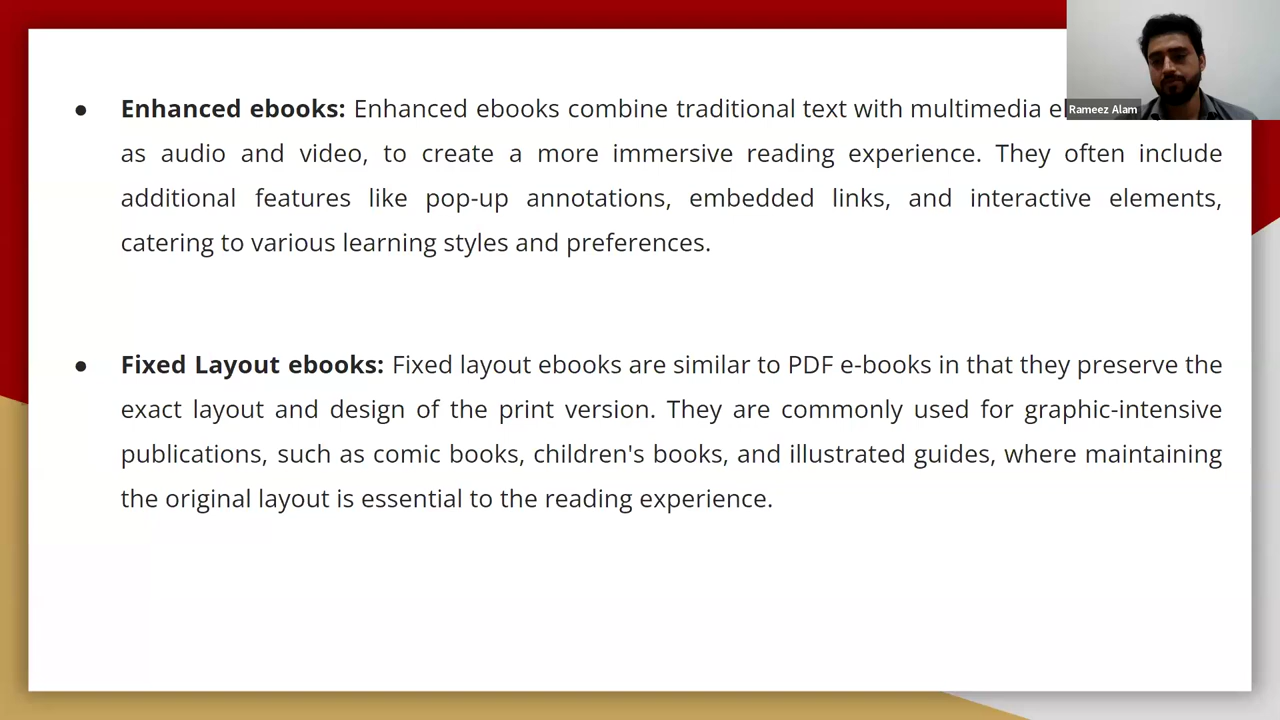 ● Enhanced ebooks: Enhanced ebooks combine traditional text with multimedia
Rameez Alam
as audio and video, to create a more immersive reading experience. They often include
additional features like pop-up annotations, embedded links, and interactive elements,
catering to various learning styles and preferences.
● Fixed Layout ebooks: Fixed layout ebooks are similar to PDF e-books in that they preserve the
exact layout and design of the print version. They are commonly used for graphic-intensive
publications, such as comic books, children's books, and illustrated guides, where maintaining
the original layout is essential to the reading experience.